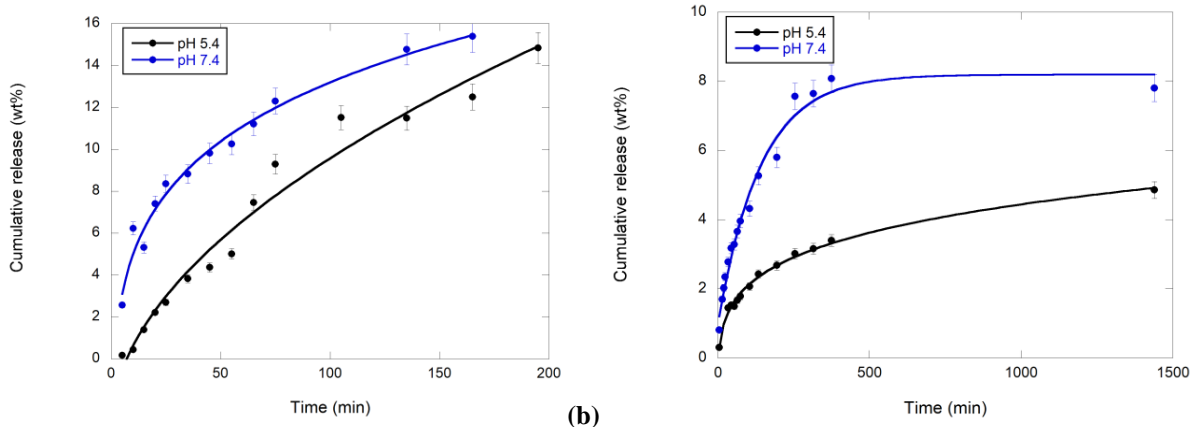 16
14
12
10
8
6
4
2
0
pH 5.4
pH 7.4
Cumulative release (wt%)
0 50 100 150 200
Time (min)
(b)
10
8
6
4
2
0
pH 5.4
pH 7.4
Cumulative release (wt%)
0 500 1000 1500
Time (min)